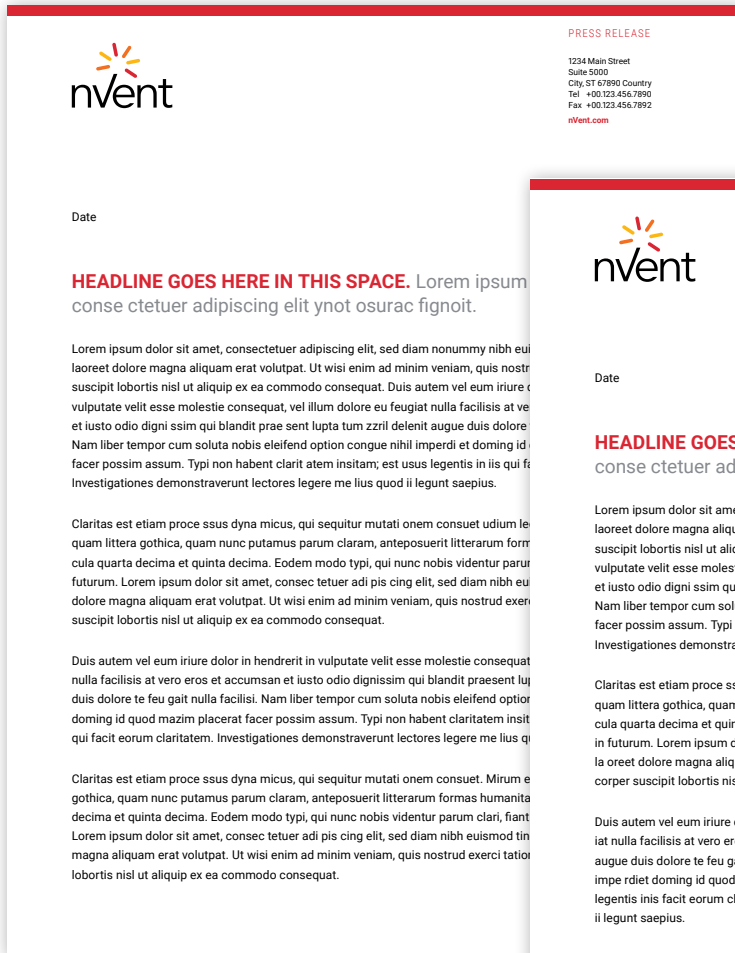 PRESS RELEASE
nVent
1234 Main Street
Suite 5000
City, ST 67890 Country
Tel +00.123.456.7890
Fax +00.123.456.7892
nVent.com
Date
HEADLINE GOES HERE IN THIS SPACE. Lorem ipsum
conse ctetuer adipiscing elit ynot osurac fignoit.
Lorem ipsum dolor sit amet, consectetuer adipiscing elit, sed diam nonummy nibh
laoreet dolore magna aliquam erat volutpat. Ut wisi enim ad minim veniam, quis
suscipit lobortis nisl ut aliquip ex ea commodo consequat. Duis autem vel eum iriure
vulputate velit esse molestie consequat, vel illum dolore eu feugiat nulla facilisis at
et iusto odio digni ssim qui blandit prae sent lupta tum zzril delenit augue duis dolore
Nam liber tempor cum soluta nobis eleifend option congue nihil imperdi et doming id
facer possim assum. Typi non habent clarit atem insitam; est usus legentis in iis qui
Investigationes demonstraverunt lectores legere me lius quod ii legunt saepius.
Claritas est etiam proce ssus dyna micus, qui sequitur mutati onem consuet udium
quam littera gothica, quam nunc putamus parum claram, anteposuerit litterarum
cula quarta decima et quinta decima. Eodem modo typi, qui nunc nobis videntur
futurum. Lorem ipsum dolor sit amet, consec tetuer adi pis cing elit, sed diam nibh
dolore magna aliquam erat volutpat. Ut wisi enim ad minim veniam, quis nostrud
suscipit lobortis nisl ut aliquip ex ea commodo consequat.
Duis autem vel eum iriure dolor in hendrerit in vulputate velit esse molestie consequat
nulla facilisis at vero eros et accumsan et iusto odio dignissim qui blandit praesent
duis dolore te feu gait nulla facilisi. Nam liber tempor cum soluta nobis eleifend option
doming id quod mazim placerat facer possim assum. Typi non habent claritatem
qui facit eorum claritatem. Investigationes demonstraverunt lectores legere me lius
Claritas est etiam proce ssus dyna micus, qui sequitur mutati onem consuet. Mirum
gothica, quam nunc putamus parum claram, anteposuerit litterarum formas
decima et quinta decima. Eodem modo typi, qui nunc nobis videntur parum clari, fiant
Lorem ipsum dolor sit amet, consec tetuer adi pis cing elit, sed diam nibh euismod
magna aliquam erat volutpat. Ut wisi enim ad minim veniam, quis nostrud exerci
lobortis nisl ut aliquip ex ea commodo consequat.
nVent
Date
HEADLINE GOES
conse ctetuer
Lorem ipsum dolor sit
laoreet dolore magna
suscipit lobortis nisl ut
vulputate velit esse
et iusto odio digni ssim
Nam liber tempor cum
facer possim assum. Typi
Investigationes
Claritas est etiam proce
quam littera gothica,
cula quarta decima et
in futurum. Lorem ipsum
la oreet dolore magna
corper suscipit lobortis
Duis autem vel eum iriure
iat nulla facilisis at vero
augue duis dolore te feu
impe rdiet doming id quod
legentis inis facit eorum
ii legunt saepius.